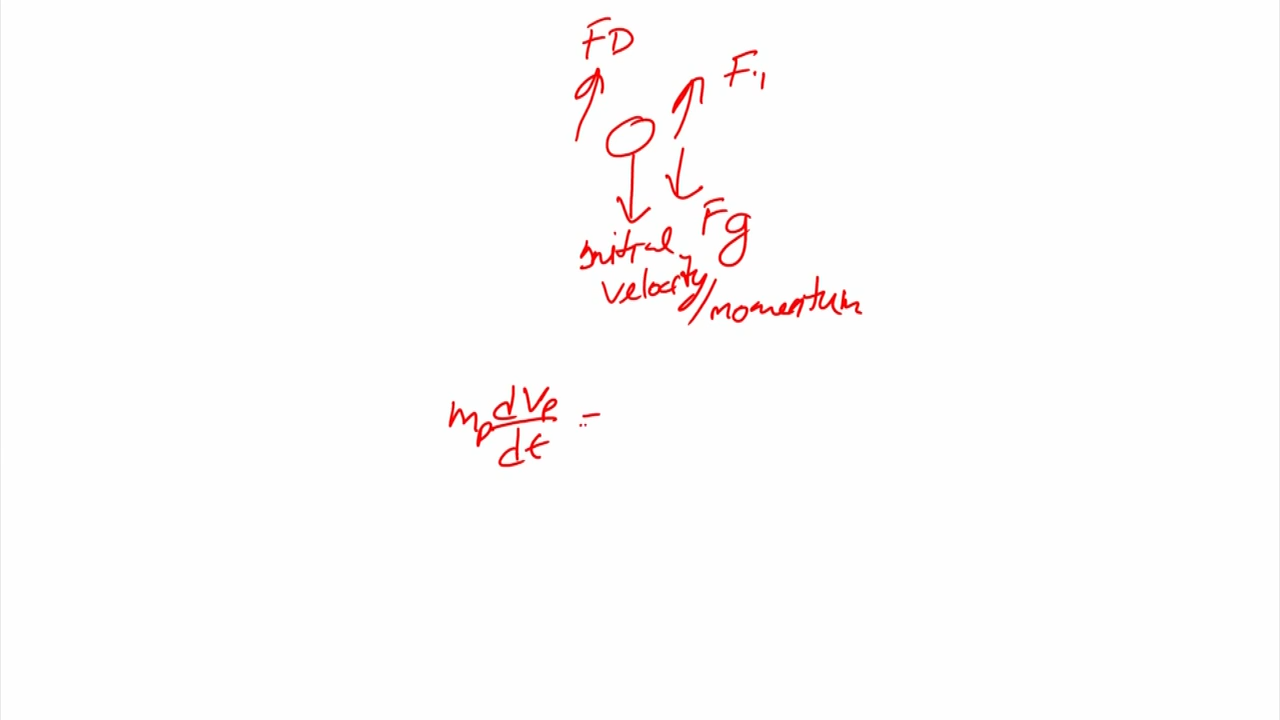 FD
F.,
Fg
initial
velocity/momentum
mp dVp/dt =